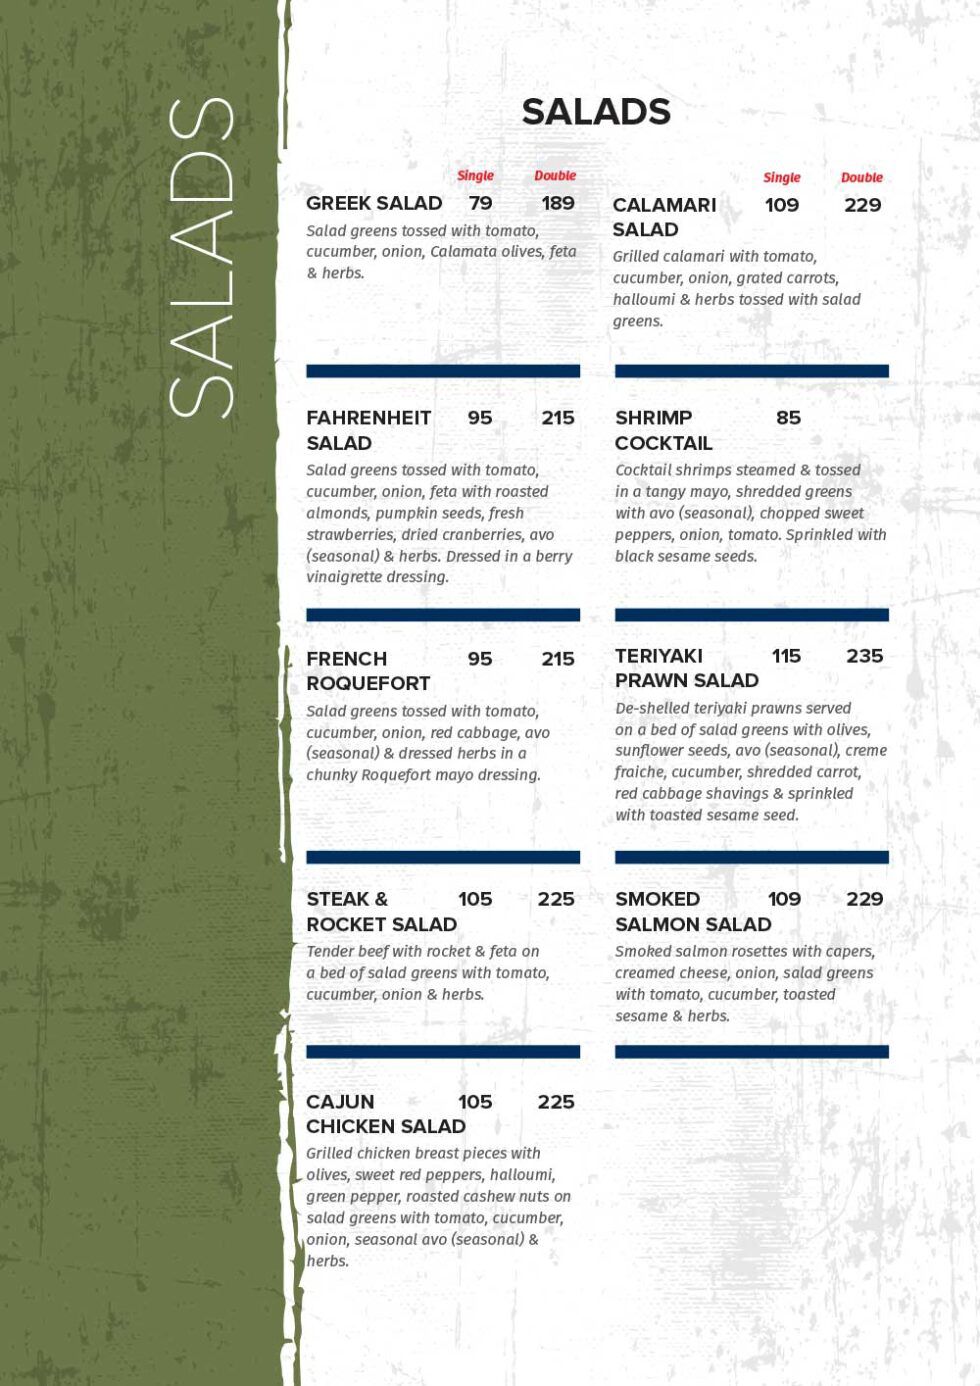 SALADS
SALADS
Single Double
GREEK SALAD 79 189
Salad greens tossed with tomato,
cucumber, onion, Calamata olives, feta
& herbs.
FAHRENHEIT 95 215
SALAD
Salad greens tossed with tomato,
cucumber, onion, feta with roasted
almonds, pumpkin seeds, fresh
strawberries, dried cranberries, avo
(seasonal) & herbs. Dressed in a berry
vinaigrette dressing.
FRENCH 95 215
ROQUEFORT
Salad greens tossed with tomato,
cucumber, onion, red cabbage, avo
(seasonal) & dressed herbs in a
chunky Roquefort mayo dressing.
STEAK & 105 225
ROCKET SALAD
Tender beef with rocket & feta on
a bed of salad greens with tomato,
cucumber, onion & herbs.
CAJUN 105 225
CHICKEN SALAD
Grilled chicken breast pieces with
olives, sweet red peppers, halloumi,
green pepper, roasted cashew nuts on
salad greens with tomato, cucumber,
onion, seasonal avo (seasonal) &
herbs.
Single Double
CALAMARI 109 229
SALAD
Grilled calamari with tomato,
cucumber, onion, grated carrots,
halloumi & herbs tossed with salad
greens.
SHRIMP 85
COCKTAIL
Cocktail shrimps steamed & tossed
in a tangy mayo, shredded greens
with avo (seasonal), chopped sweet
peppers, onion, tomato. Sprinkled with
black sesame seeds.
TERIYAKI 115 235
PRAWN SALAD
De-shelled teriyaki prawns served
on a bed of salad greens with olives,
sunflower seeds, avo (seasonal), creme
fraiche, cucumber, shredded carrot,
red cabbage shavings & sprinkled
with toasted sesame seed.
SMOKED 109 229
SALMON SALAD
Smoked salmon rosettes with capers,
creamed cheese, onion, salad greens
with tomato, cucumber, toasted
sesame & herbs.